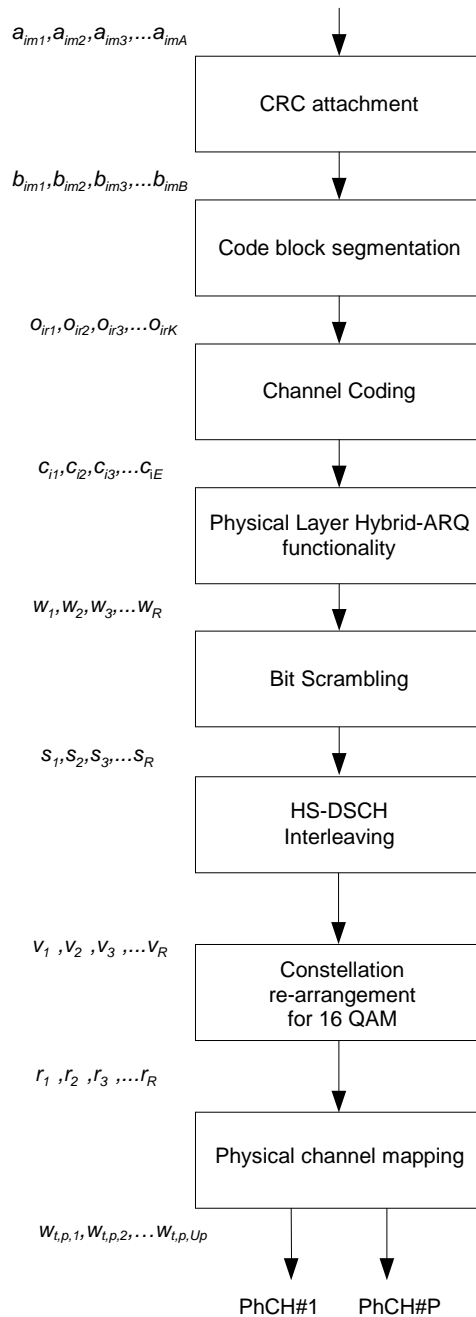 a_im1,a_im2,a_im3,...a_imA
CRC attachment
b_im1,b_im2,b_im3,...b_imB
Code block segmentation
o_ir1,o_ir2,o_ir3,...o_irK
Channel Coding
c_i1,c_i2,c_i3,...c_iE
Physical Layer Hybrid-ARQ
functionality
w_1,w_2,w_3,...w_R
Bit Scrambling
s_1,s_2,s_3,...s_R
HS-DSCH
Interleaving
v_1 ,v_2 ,v_3 ,...v_R
Constellation
re-arrangement
for 16 QAM
r_1 ,r_2 ,r_3 ,...r_R
Physical channel mapping
w_t,p,1,w_t,p,2,...w_t,p,Up
PhCH#1 PhCH#P